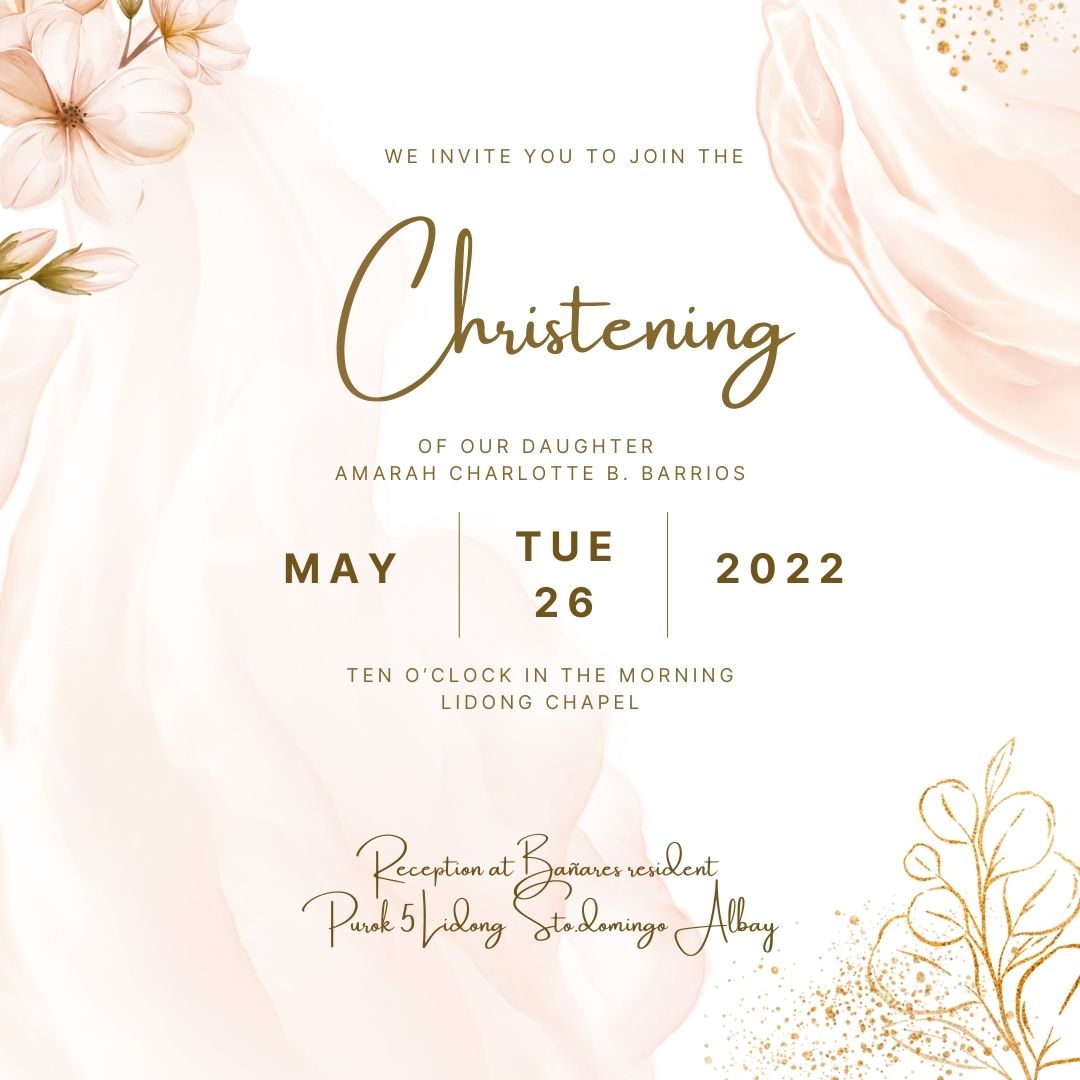 WE INVITE YOU TO JOIN THE
Christening
OF OUR DAUGHTER
AMARAH CHARLOTTE B. BARRIOS
MAY
TUE
26
2022
TEN O’CLOCK IN THE MORNING
LIDONG CHAPEL
Reception at Bañares resident
Purok 5 Lidong Sto.domingo Albay